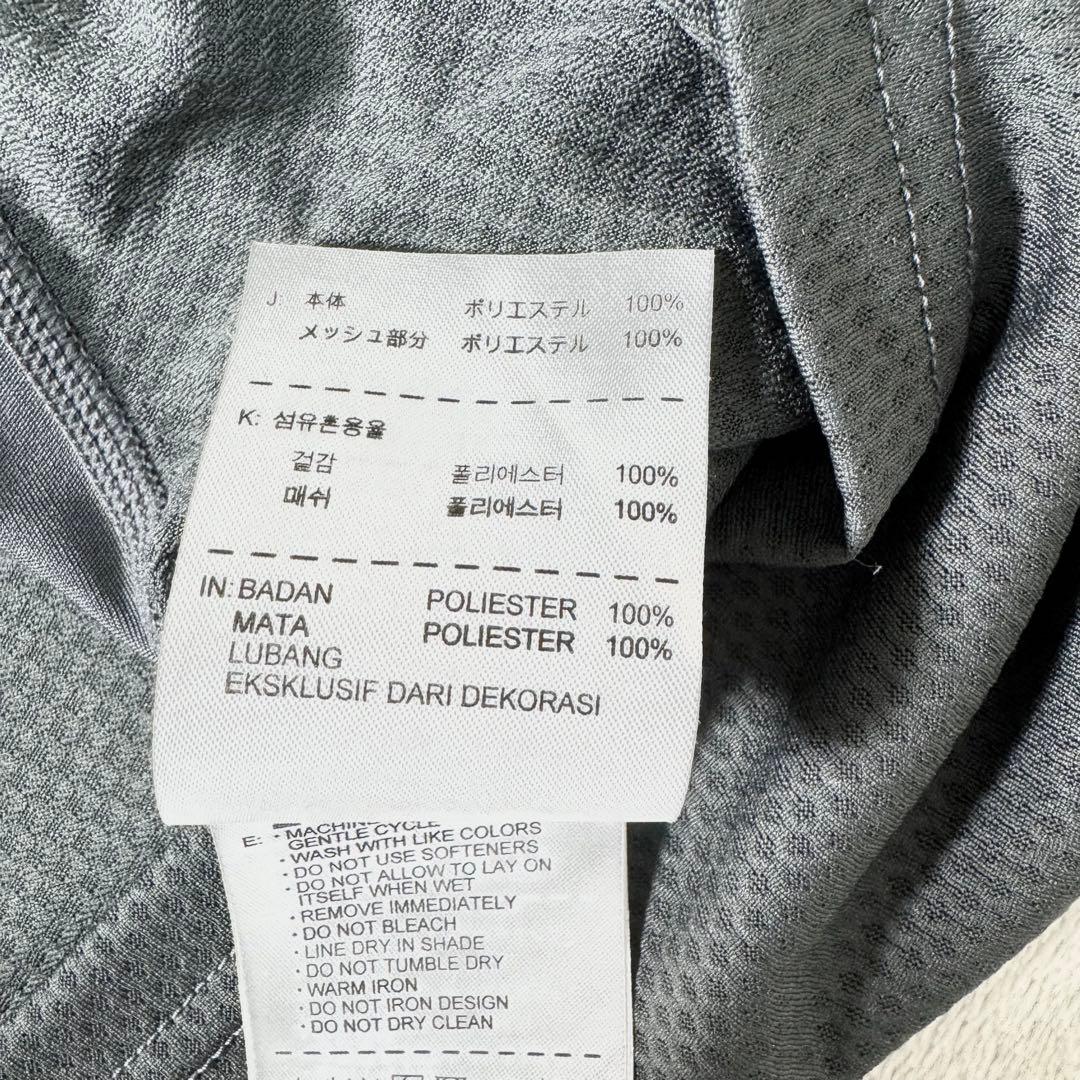 J: 本体 ポリエステル 100%
メッシュ部分 ポリエステル 100%
K: 섬유혼용율
겉감 폴리에스터 100%
매쉬 폴리에스터 100%
IN: BADAN POLIESTER 100%
MATA POLIESTER 100%
LUBANG
EKSKLUSIF DARI DEKORASI
E: • MACHINE
GENTLE CYCLE
• WASH WITH LIKE COLORS
• DO NOT USE SOFTENERS
• DO NOT ALLOW TO LAY ON
ITSELF WHEN WET
• REMOVE IMMEDIATELY
• DO NOT BLEACH
• LINE DRY IN SHADE
• DO NOT TUMBLE DRY
• WARM IRON
• DO NOT IRON DESIGN
• DO NOT DRY CLEAN